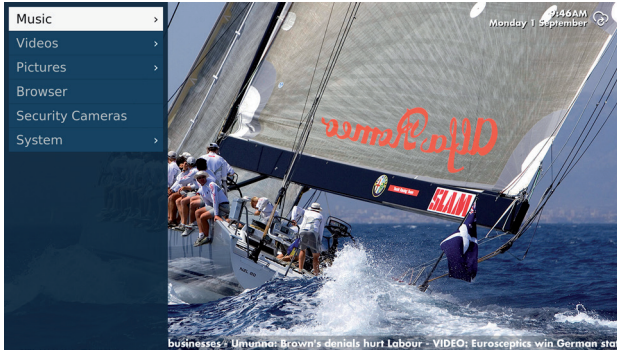 Music
Videos
Pictures
Browser
Security Cameras
System
9:46AM
Monday 1 September
Alfa Romeo
SLAM
businesses - Umunna: Brown's denials hurt Labour - VIDEO: Eurosceptics win German stat